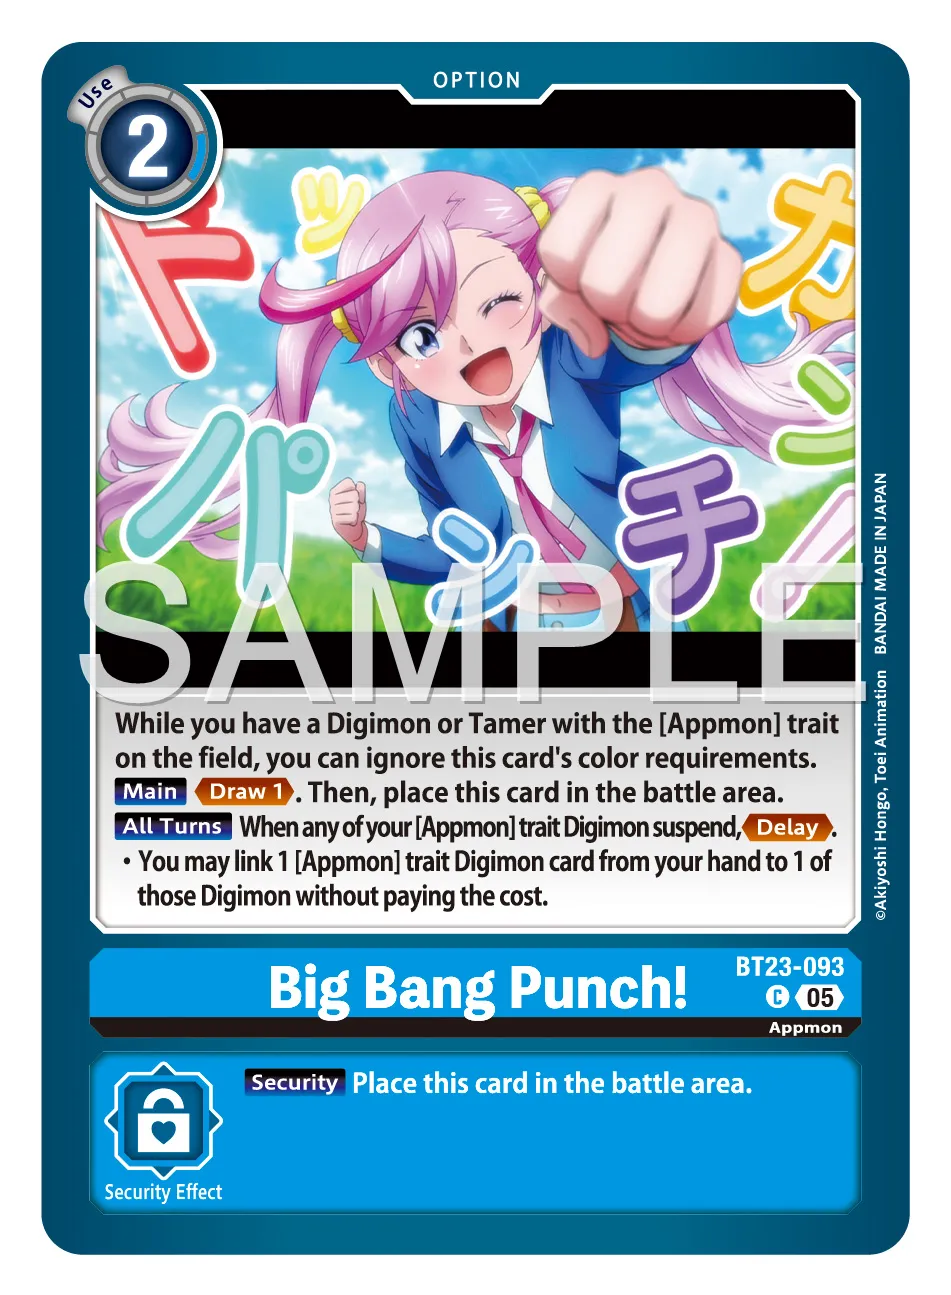 OPTION
Use
2
ドッカン
パンチ
SAMPLE
While you have a Digimon or Tamer with the [Appmon] trait
on the field, you can ignore this card's color requirements.
Main Draw 1. Then, place this card in the battle area.
All Turns When any of your [Appmon] trait Digimon suspend, Delay.
・You may link 1 [Appmon] trait Digimon card from your hand to 1 of
those Digimon without paying the cost.
©Akiyoshi Hongo, Toei Animation BANDAI MADE IN JAPAN
Big Bang Punch!
BT23-093
C 05
Appmon
Security Place this card in the battle area.
Security Effect